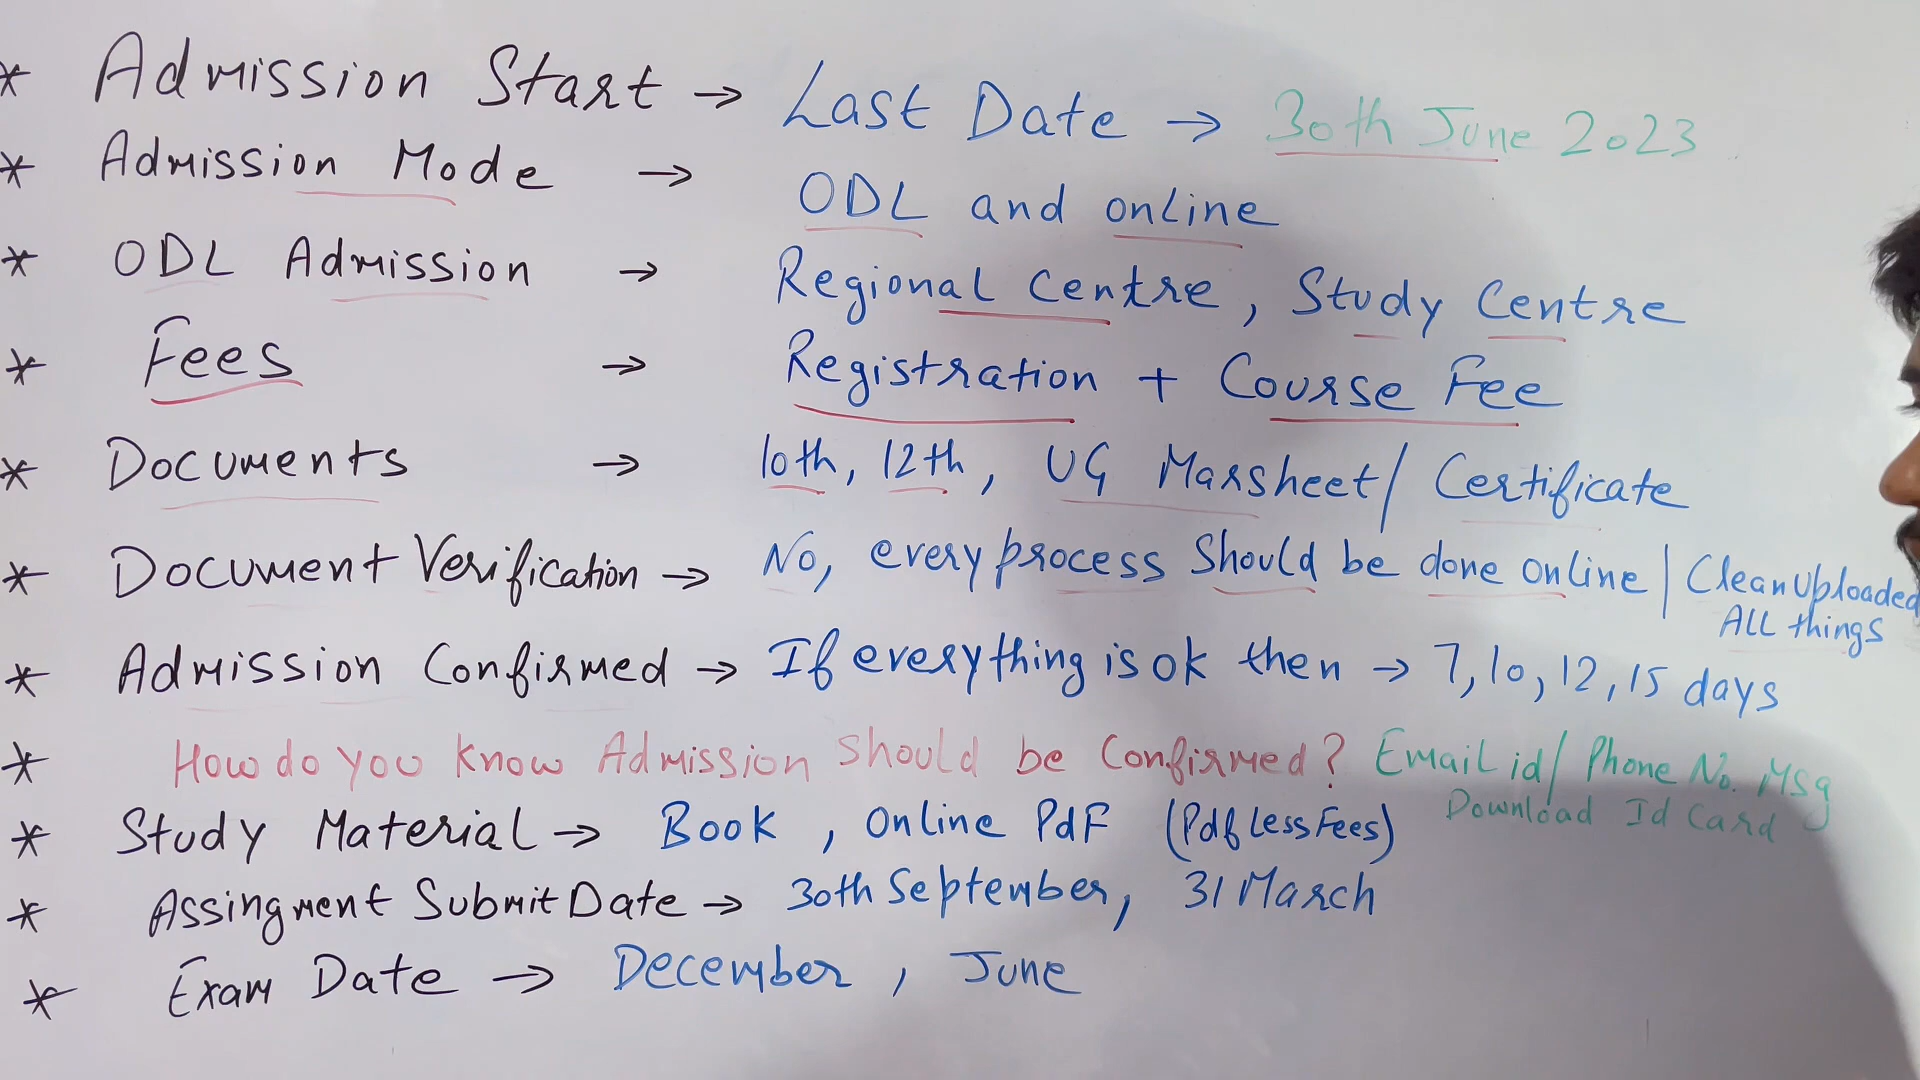 * Admission Start → Last Date → 30th June 2023
* Admission Mode → ODL and online
* ODL Admission → Regional Centre, Study Centre
* Fees → Registration + Course Fee
* Documents → 10th, 12th, UG Marsheet/ Certificate
* Document Verification → No, every process should be done online | Clean Uploaded
ALL things
* Admission Confirmed → If everything is ok then → 7, 10, 12, 15 days
* How do you know Admission should be Confirmed? Email id/ Phone No. Msg
Download Id Card
* Study Material → Book, Online PdF (Pdf Less Fees)
* Assingment Submit Date → 30th September, 31 March
* Exam Date → December, June